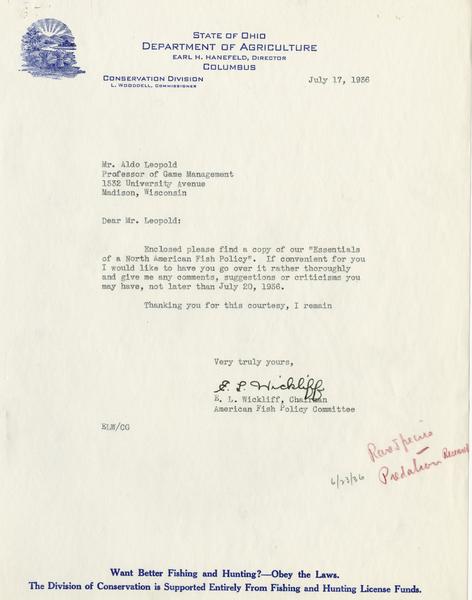 STATE OF OHIO
DEPARTMENT OF AGRICULTURE
EARL H. HANEFELD, DIRECTOR
COLUMBUS
CONSERVATION DIVISION
L. WOODDELL, COMMISSIONER
July 17, 1936
Mr. Aldo Leopold
Professor of Game Management
1532 University Avenue
Madison, Wisconsin
Dear Mr. Leopold:
Enclosed please find a copy of our "Essentials
of a North American Fish Policy". If convenient for you
I would like to have you go over it rather thoroughly
and give me any comments, suggestions or criticisms you
may have, not later than July 20, 1936.
Thanking you for this courtesy, I remain
Very truly yours,
E. L. Wickliff
E. L. Wickliff, Chairman
American Fish Policy Committee
ELW/CG
Rare species
Predation
6/23/36
Want Better Fishing and Hunting?—Obey the Laws.
The Division of Conservation is Supported Entirely From Fishing and Hunting License Funds.